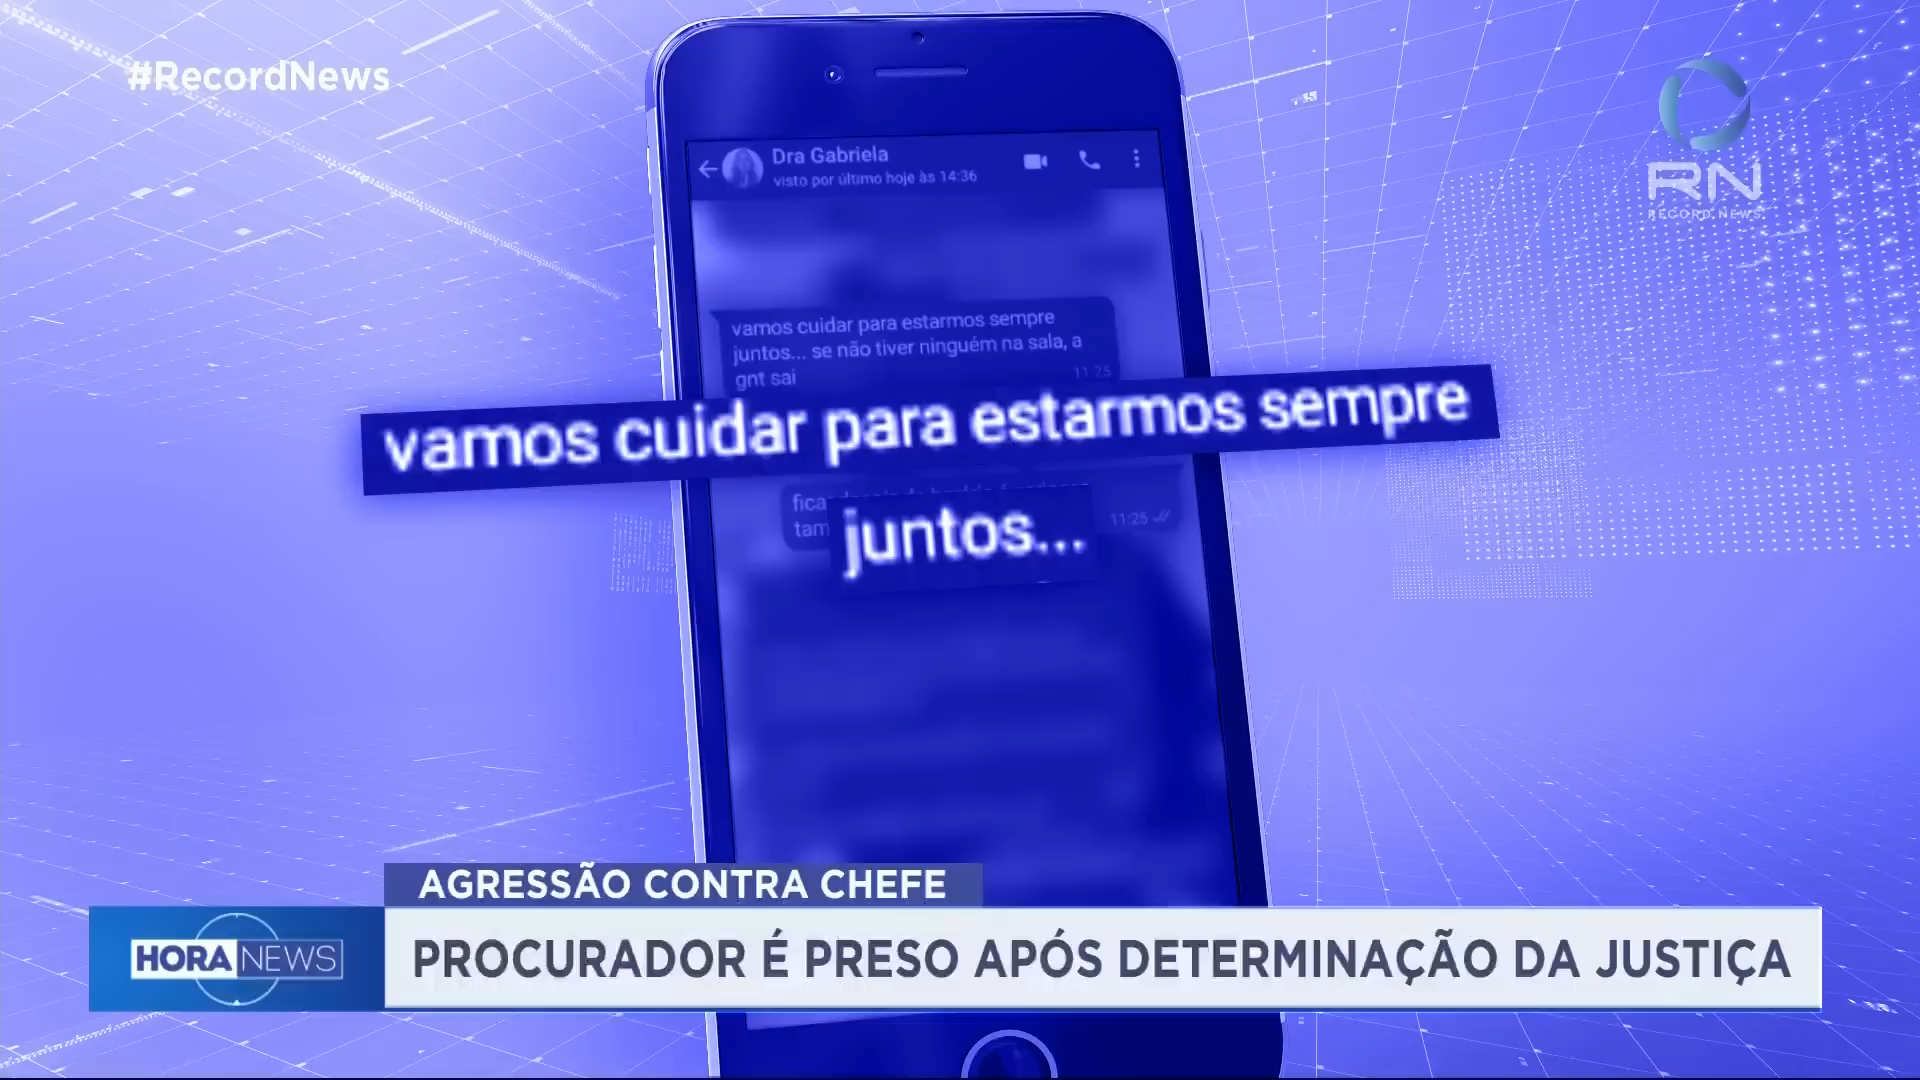 #RecordNews
RN
RECORD NEWS
Dra Gabriela
visto por último hoje às 14:36
vamos cuidar para estarmos sempre
juntos... se não tiver ninguém na sala, a
gnt sai
11:25
vamos cuidar para estarmos sempre
juntos...
11:25
AGRESSÃO CONTRA CHEFE
HORA NEWS
PROCURADOR É PRESO APÓS DETERMINAÇÃO DA JUSTIÇA